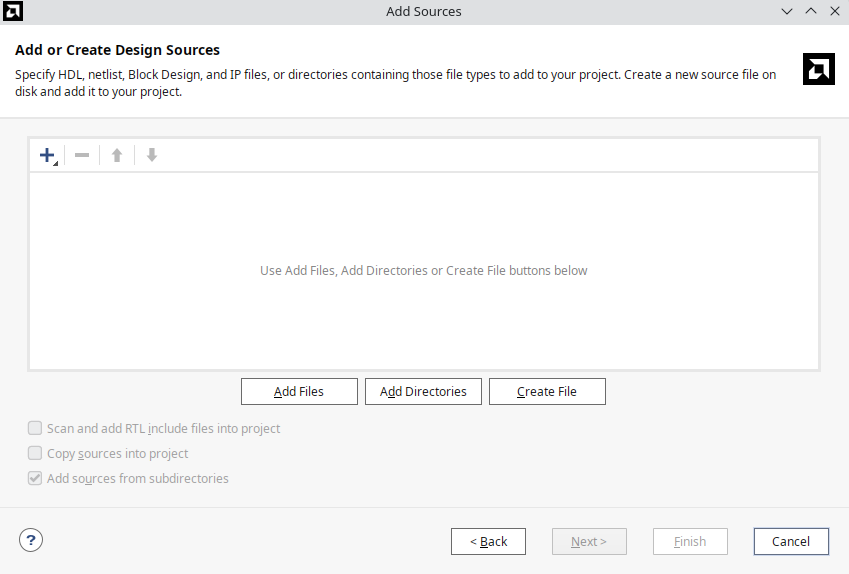 Add Sources
Add or Create Design Sources
Specify HDL, netlist, Block Design, and IP files, or directories containing those file types to add to your project. Create a new source file on
disk and add it to your project.
Use Add Files, Add Directories or Create File buttons below
Add Files
Add Directories
Create File
Scan and add RTL include files into project
Copy sources into project
Add sources from subdirectories
?
< Back
Next >
Finish
Cancel